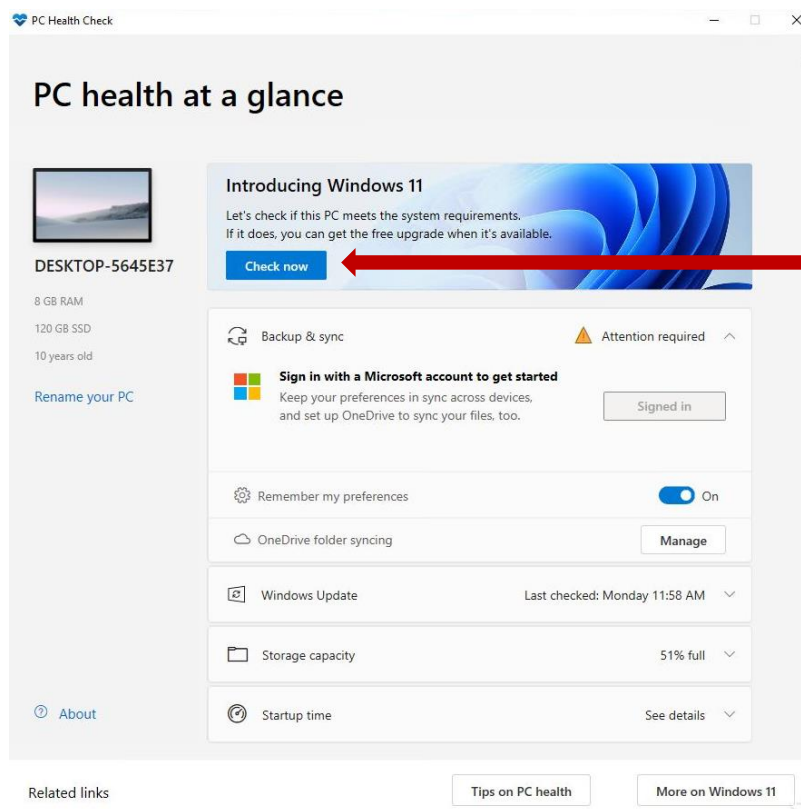 PC Health Check
PC health at a glance
DESKTOP-5645E37
8 GB RAM
120 GB SSD
10 years old
Rename your PC
Introducing Windows 11
Let's check if this PC meets the system requirements.
If it does, you can get the free upgrade when it's available.
Check now
Backup & sync
Attention required
Sign in with a Microsoft account to get started
Keep your preferences in sync across devices,
and set up OneDrive to sync your files, too.
Signed in
Remember my preferences
On
OneDrive folder syncing
Manage
Windows Update
Last checked: Monday 11:58 AM
Storage capacity
51% full
Startup time
See details
About
Related links
Tips on PC health
More on Windows 11